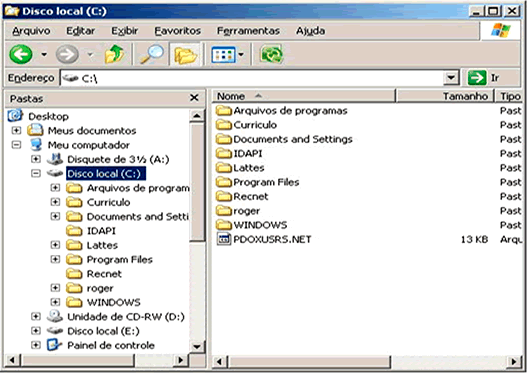 Disco local (C:)
Arquivo Editar Exibir Favoritos Ferramentas Ajuda
Endereço C:\ Ir
Pastas
Desktop
Meus documentos
Meu computador
Disquete de 3½ (A:)
Disco local (C:)
Arquivos de program
Curriculo
Documents and Setti
IDAPI
Lattes
Program Files
Recnet
roger
WINDOWS
Unidade de CD-RW (D:)
Disco local (E:)
Painel de controle
Nome Tamanho Tipo
Arquivos de programas Past
Curriculo Past
Documents and Settings Past
IDAPI Past
Lattes Past
Program Files Past
Recnet Past
roger Past
WINDOWS Past
PDOXUSRS.NET 13 KB Arqu